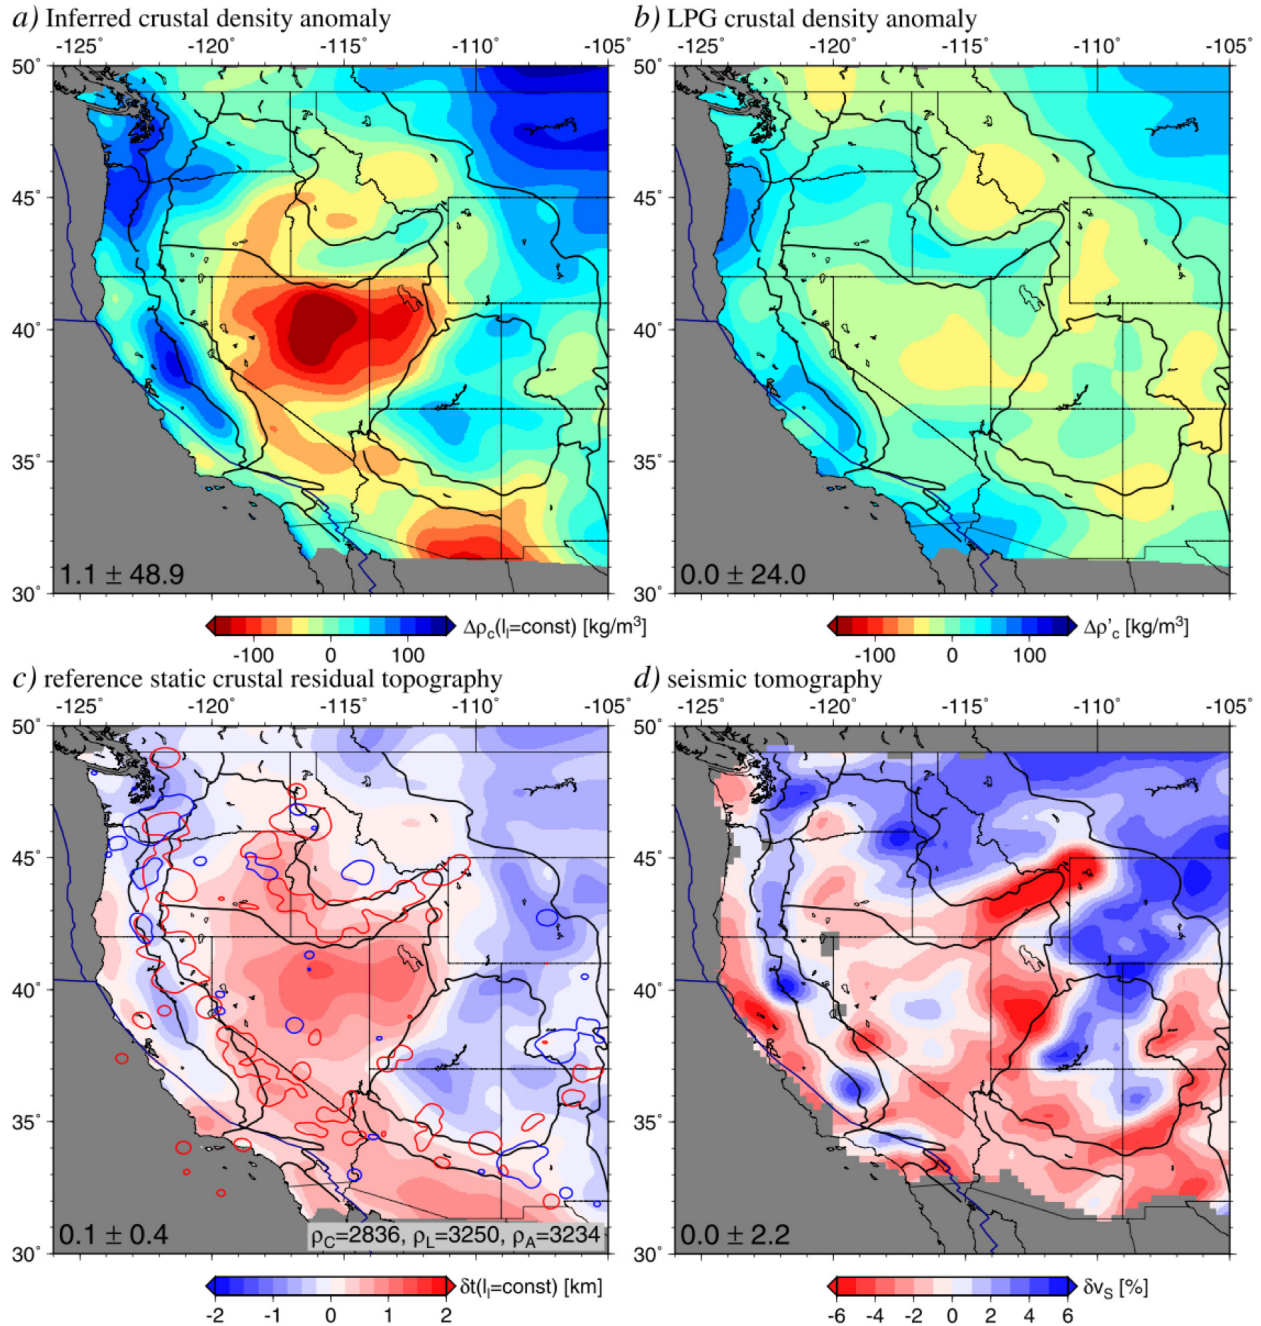 a) Inferred crustal density anomaly
b) LPG crustal density anomaly
-125° -120° -115° -110° -105°
-125° -120° -115° -110° -105°
50°
45°
40°
35°
30°
50°
45°
40°
35°
30°
1.1 ± 48.9
0.0 ± 24.0
Δρc(lₗ=const) [kg/m³]
-100 0 100
Δρ'c [kg/m³]
-100 0 100
c) reference static crustal residual topography
d) seismic tomography
-125° -120° -115° -110° -105°
-125° -120° -115° -110° -105°
50°
45°
40°
35°
30°
50°
45°
40°
35°
30°
0.1 ± 0.4
ρC=2836, ρL=3250, ρA=3234
0.0 ± 2.2
δt(lₗ=const) [km]
-2 -1 0 1 2
δvS [%]
-6 -4 -2 0 2 4 6